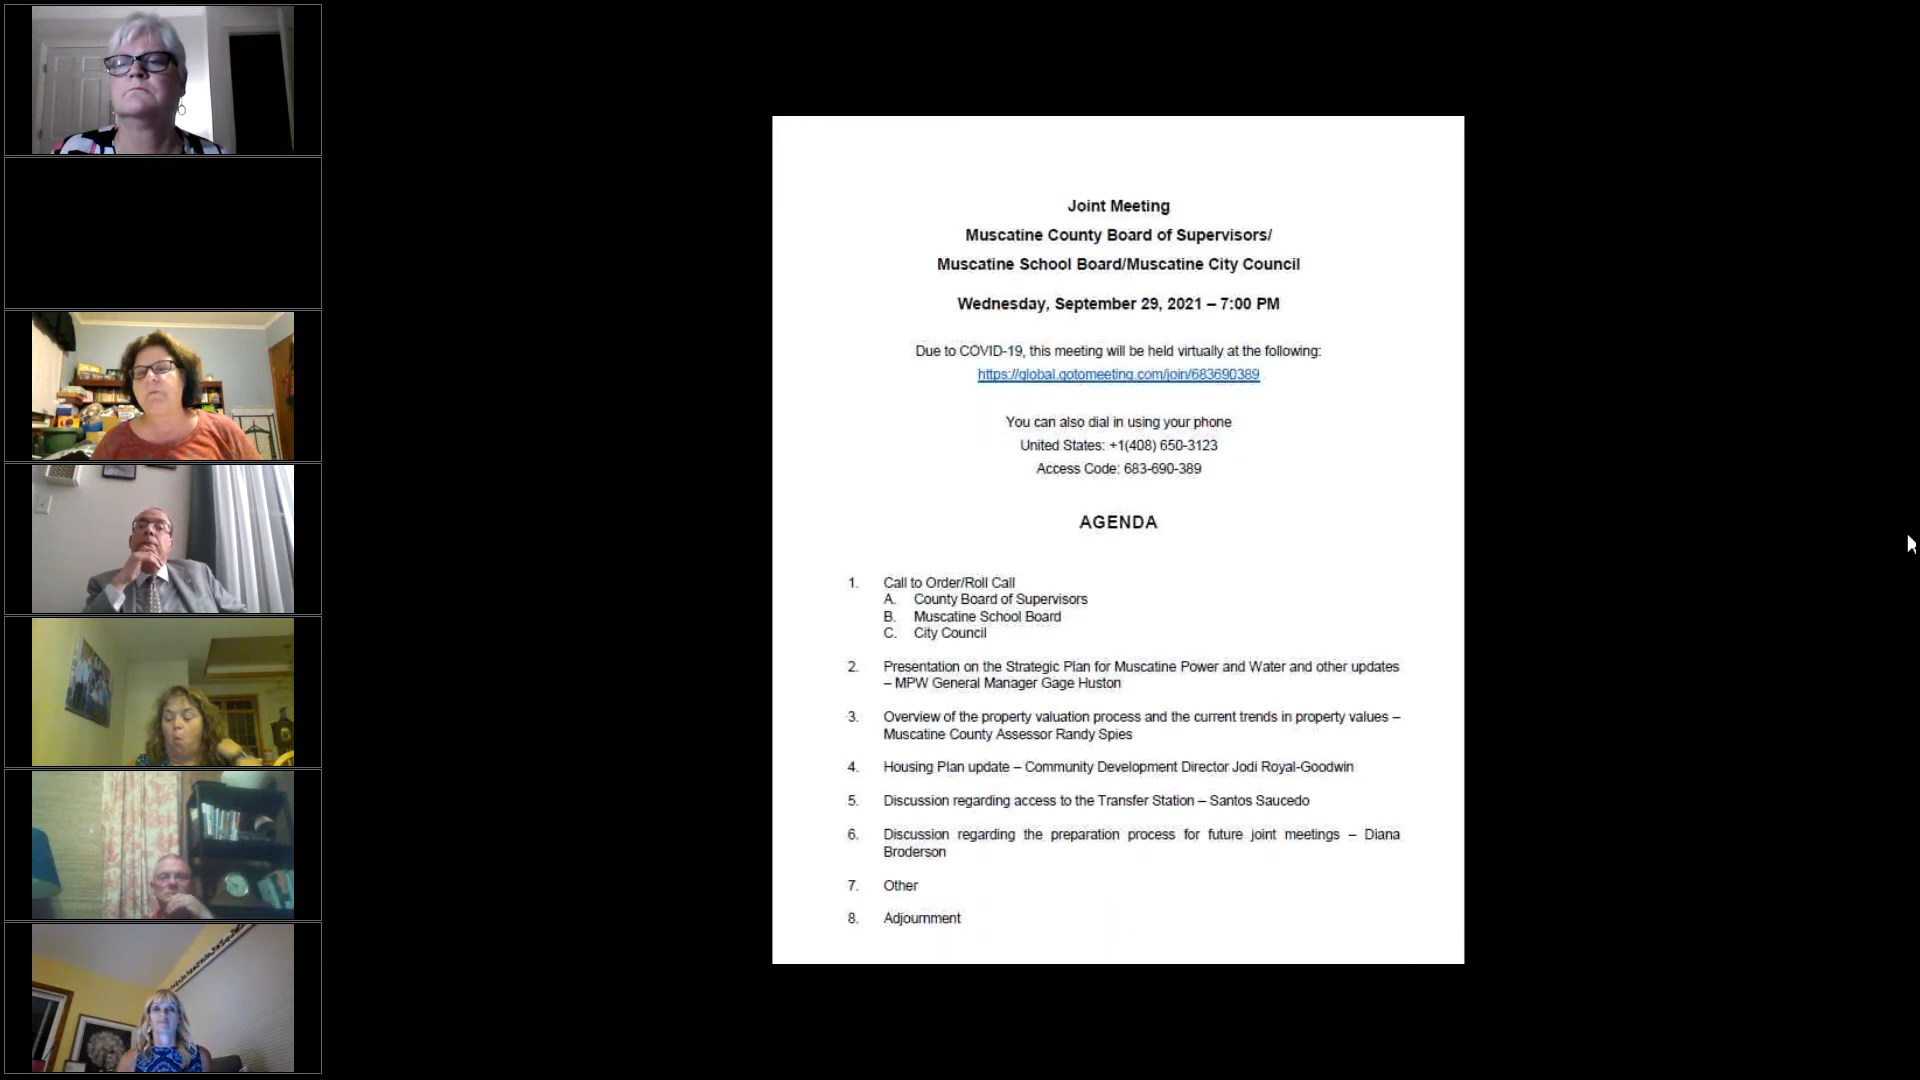 Joint Meeting
Muscatine County Board of Supervisors/
Muscatine School Board/Muscatine City Council
Wednesday, September 29, 2021 – 7:00 PM
Due to COVID-19, this meeting will be held virtually at the following:
https://global.gotomeeting.com/join/683690389
You can also dial in using your phone
United States: +1(408) 650-3123
Access Code: 683-690-389
AGENDA
1. Call to Order/Roll Call
A. County Board of Supervisors
B. Muscatine School Board
C. City Council
2. Presentation on the Strategic Plan for Muscatine Power and Water and other updates
– MPW General Manager Gage Huston
3. Overview of the property valuation process and the current trends in property values –
Muscatine County Assessor Randy Spies
4. Housing Plan update – Community Development Director Jodi Royal-Goodwin
5. Discussion regarding access to the Transfer Station – Santos Saucedo
6. Discussion regarding the preparation process for future joint meetings – Diana
Broderson
7. Other
8. Adjournment